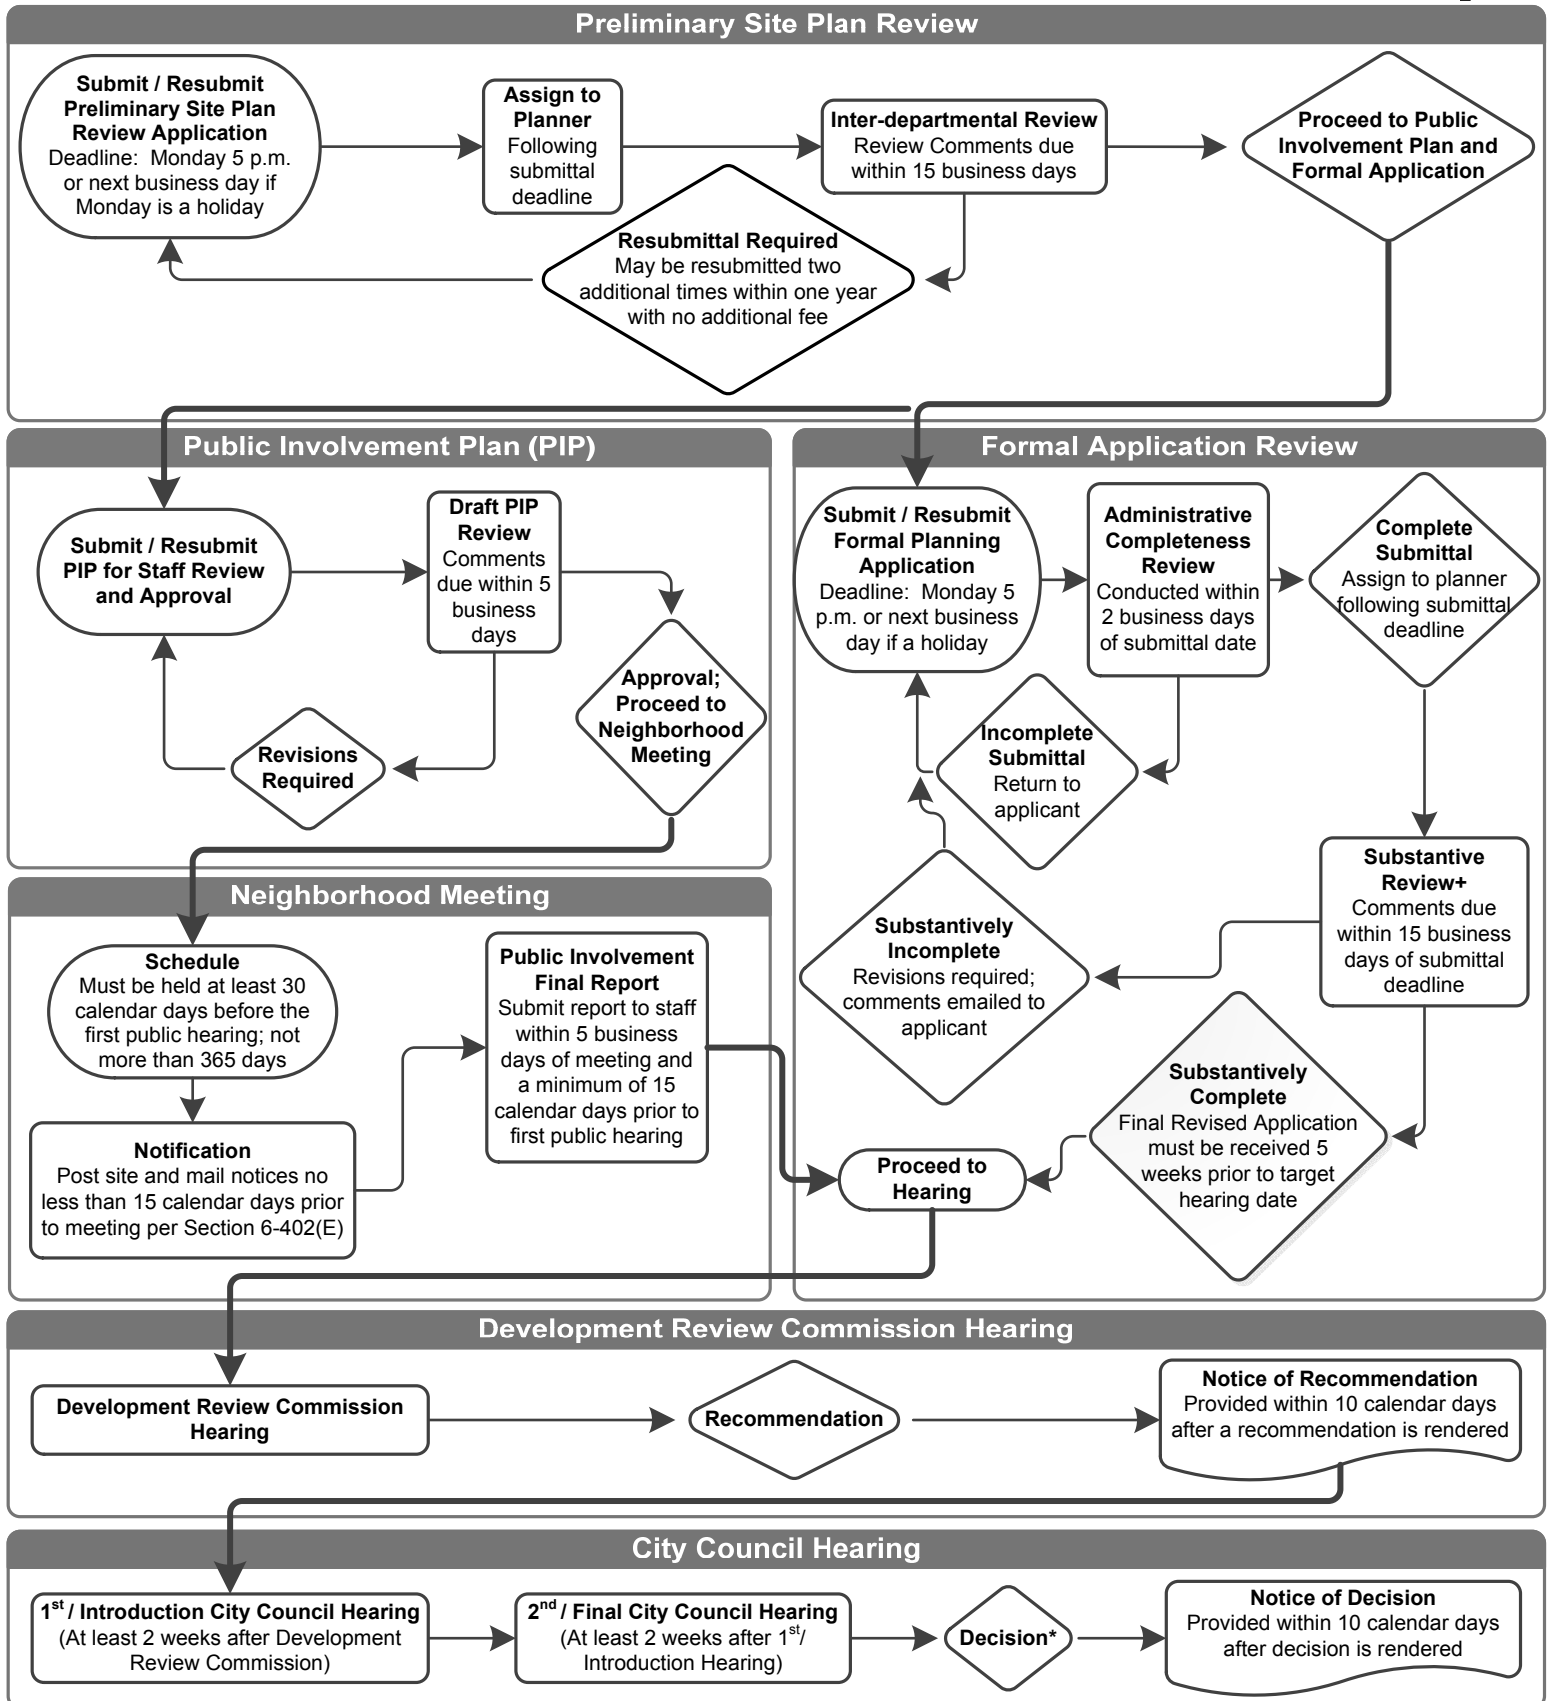 Preliminary Site Plan Review
Submit / Resubmit
Preliminary Site Plan
Review Application
Deadline:  Monday 5 p.m.
or next business day if
Monday is a holiday
Assign to
Planner
Following
submittal
deadline
Inter-departmental Review
Review Comments due
within 15 business days
Proceed to Public
Involvement Plan and
Formal Application
Resubmittal Required
May be resubmitted two
additional times within one year
with no additional fee
Public Involvement Plan (PIP)
Submit / Resubmit
PIP for Staff Review
and Approval
Draft PIP
Review
Comments
due within 5
business
days
Approval;
Proceed to
Neighborhood
Meeting
Revisions
Required
Formal Application Review
Submit / Resubmit
Formal Planning
Application
Deadline:  Monday 5
p.m. or next business
day if a holiday
Administrative
Completeness
Review
Conducted within
2 business days
of submittal date
Complete
Submittal
Assign to planner
following submittal
deadline
Incomplete
Submittal
Return to
applicant
Substantive
Review+
Comments due
within 15 business
days of submittal
deadline
Substantively
Incomplete
Revisions required;
comments emailed to
applicant
Substantively
Complete
Final Revised Application
must be received 5
weeks prior to target
hearing date
Proceed to
Hearing
Neighborhood Meeting
Schedule
Must be held at least 30
calendar days before the
first public hearing; not
more than 365 days
Notification
Post site and mail notices no
less than 15 calendar days prior
to meeting per Section 6-402(E)
Public Involvement
Final Report
Submit report to staff
within 5 business
days of meeting and
a minimum of 15
calendar days prior to
first public hearing
Development Review Commission Hearing
Development Review Commission
Hearing
Recommendation
Notice of Recommendation
Provided within 10 calendar days
after a recommendation is rendered
City Council Hearing
1st / Introduction City Council Hearing
(At least 2 weeks after Development
Review Commission)
2nd / Final City Council Hearing
(At least 2 weeks after 1st/
Introduction Hearing)
Decision*
Notice of Decision
Provided within 10 calendar days
after decision is rendered